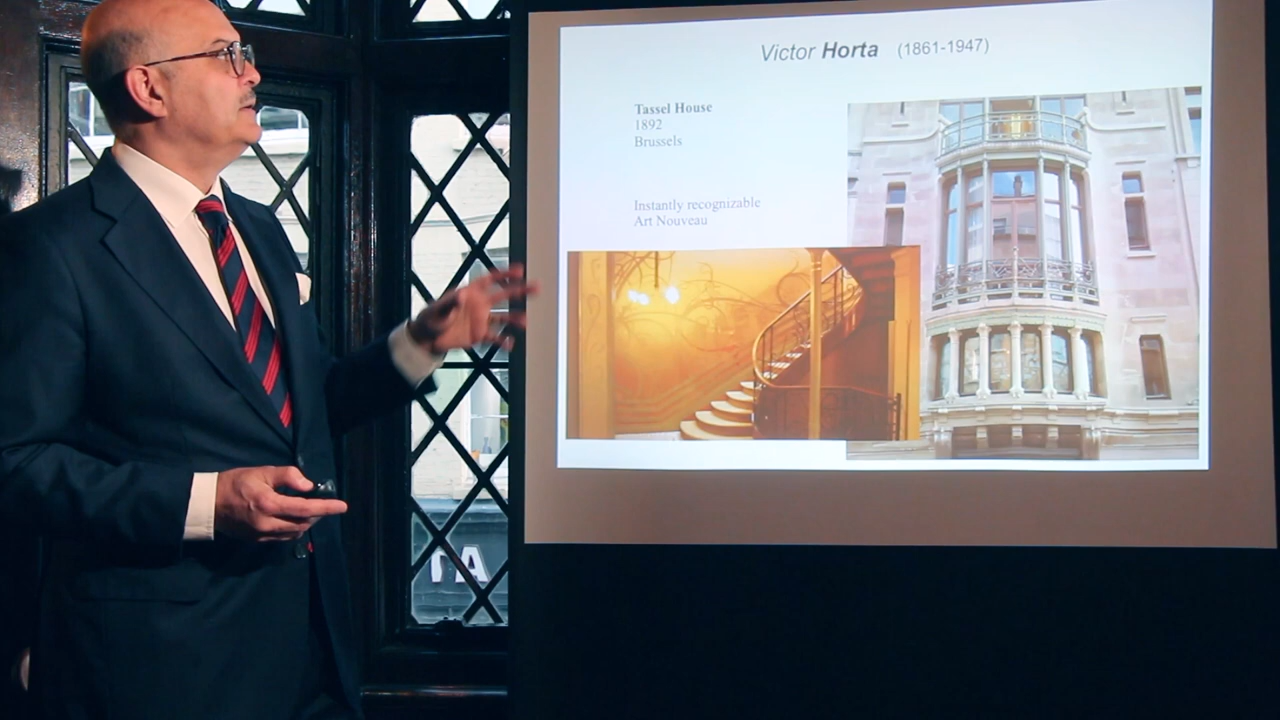 Victor Horta (1861-1947)
Tassel House
1892
Brussels
Instantly recognizable
Art Nouveau